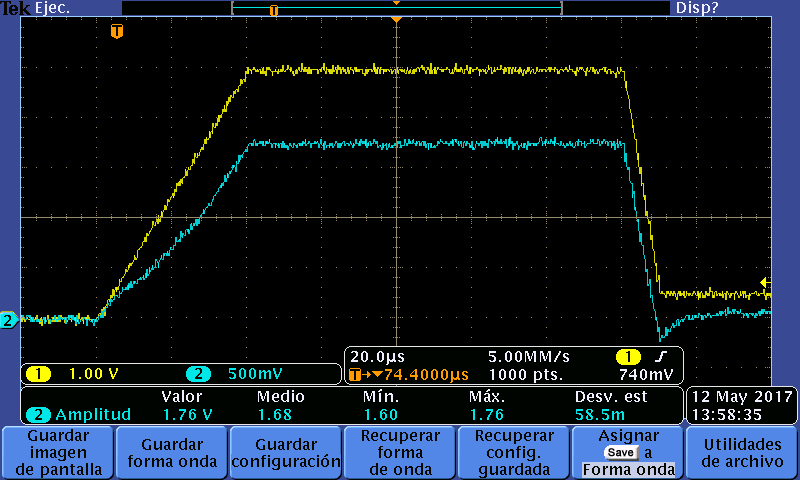 Tek Ejec. T Disp?
T
2
20.0µs 5.00MM/s 1
1 1.00 V 2 500mV T→▼74.4000µs 1000 pts. 740mV
Valor Medio Mín. Máx. Desv. est
2 Amplitud 1.76 V 1.68 1.60 1.76 58.5m
12 May 2017
13:58:35
Guardar
imagen
de pantalla
Guardar
forma onda
Guardar
configuración
Recuperar
forma
de onda
Recuperar
config.
guardada
Asignar
Save a
Forma onda
Utilidades
de archivo